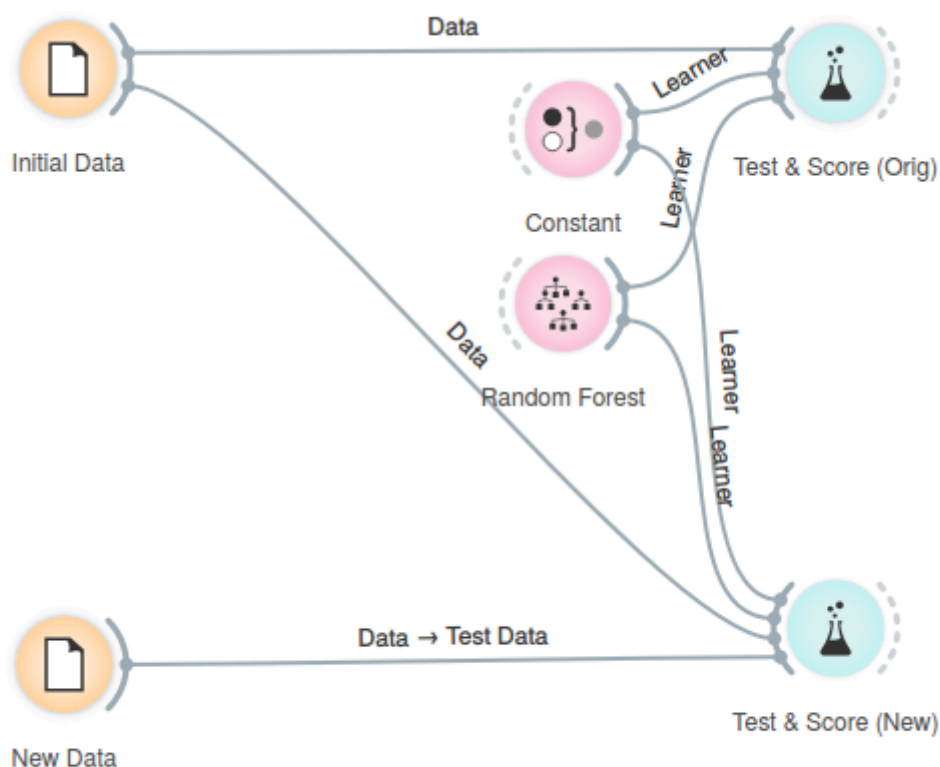 Data
Learner
Initial Data
Test & Score (Orig)
Learner
Constant
Data
Learner
Random Forest
Learner
Data → Test Data
Test & Score (New)
New Data